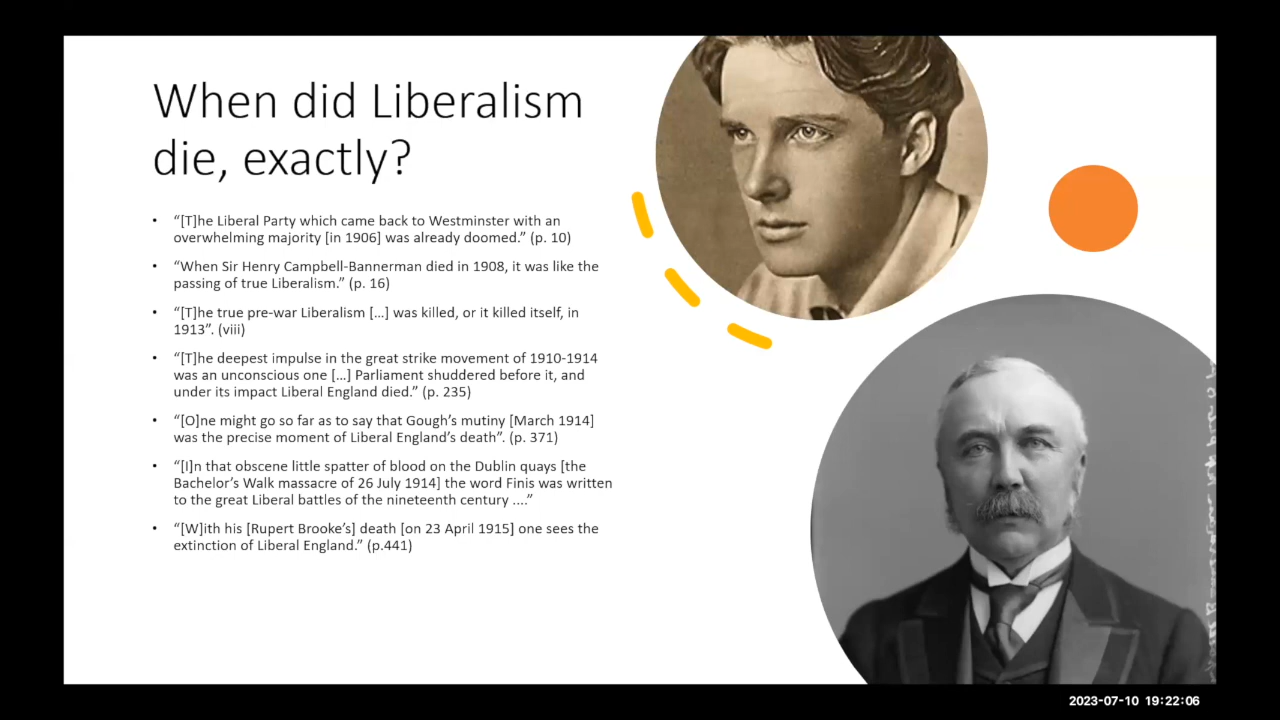 When did Liberalism
die, exactly?
• “[T]he Liberal Party which came back to Westminster with an
overwhelming majority [in 1906] was already doomed.” (p. 10)
• “When Sir Henry Campbell-Bannerman died in 1908, it was like the
passing of true Liberalism.” (p. 16)
• “[T]he true pre-war Liberalism [...] was killed, or it killed itself, in
1913”. (viii)
• “[T]he deepest impulse in the great strike movement of 1910-1914
was an unconscious one [...] Parliament shuddered before it, and
under its impact Liberal England died.” (p. 235)
• “[O]ne might go so far as to say that Gough’s mutiny [March 1914]
was the precise moment of Liberal England’s death”. (p. 371)
• “[I]n that obscene little spatter of blood on the Dublin quays [the
Bachelor’s Walk massacre of 26 July 1914] the word Finis was written
to the great Liberal battles of the nineteenth century ....”
• “[W]ith his [Rupert Brooke’s] death [on 23 April 1915] one sees the
extinction of Liberal England.” (p.441)
2023-07-10 19:22:06